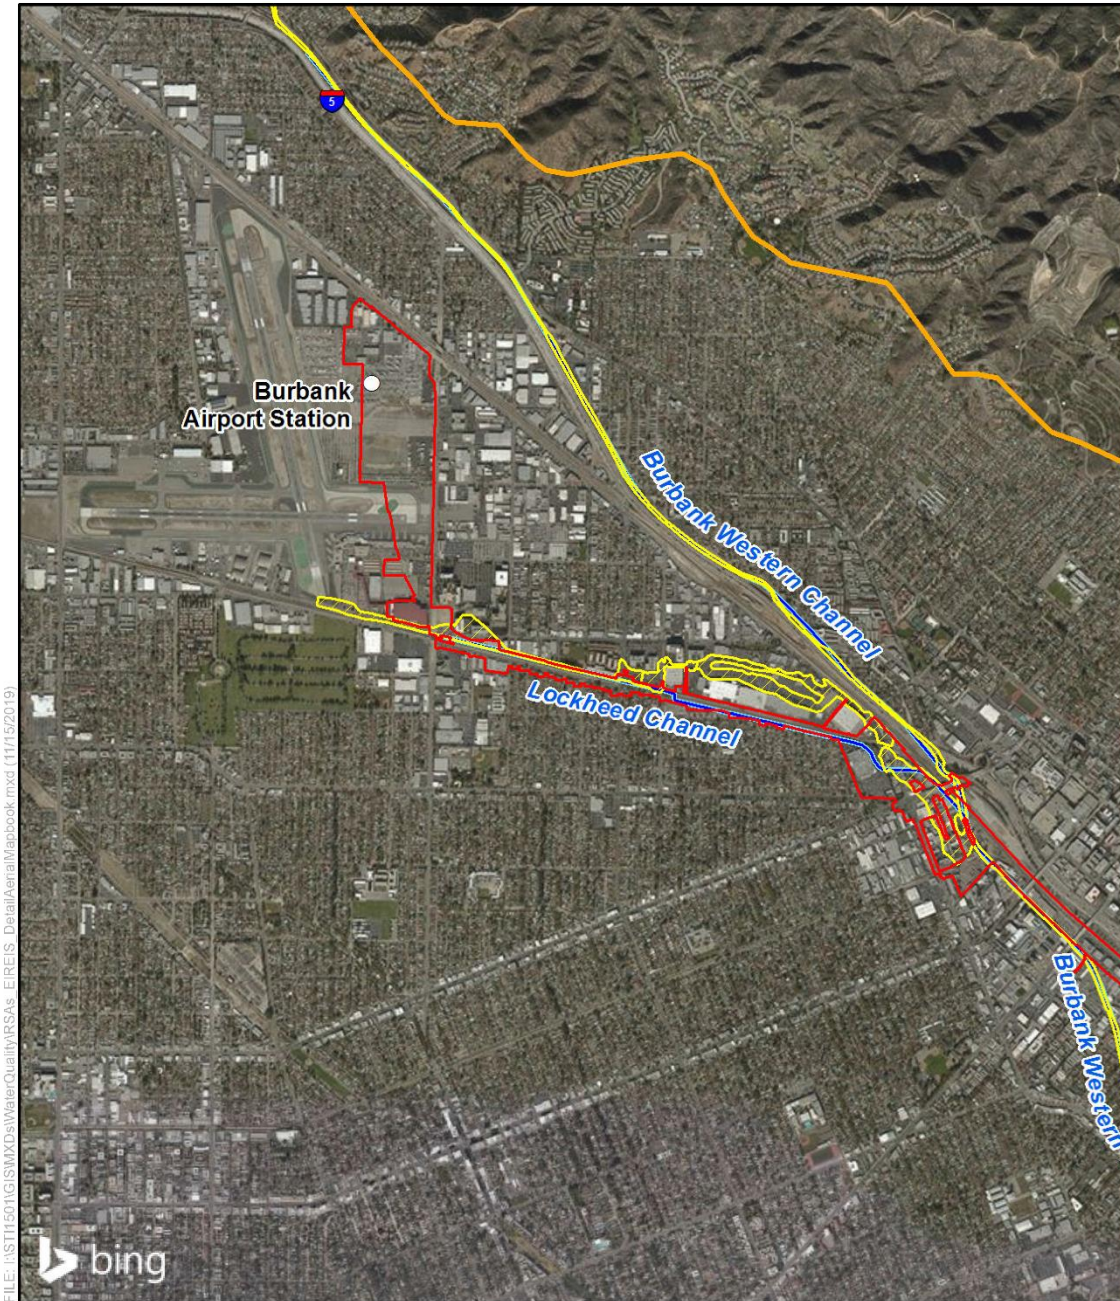 5
Burbank
Airport Station
Burbank Western Channel
Lockheed Channel
Burbank Western
FILE: I:\STI1501\GIS\MXDs\WaterQuality\RSAs_EIREIS_DetailAerialMapbook.mxd (11/15/2019)
bing